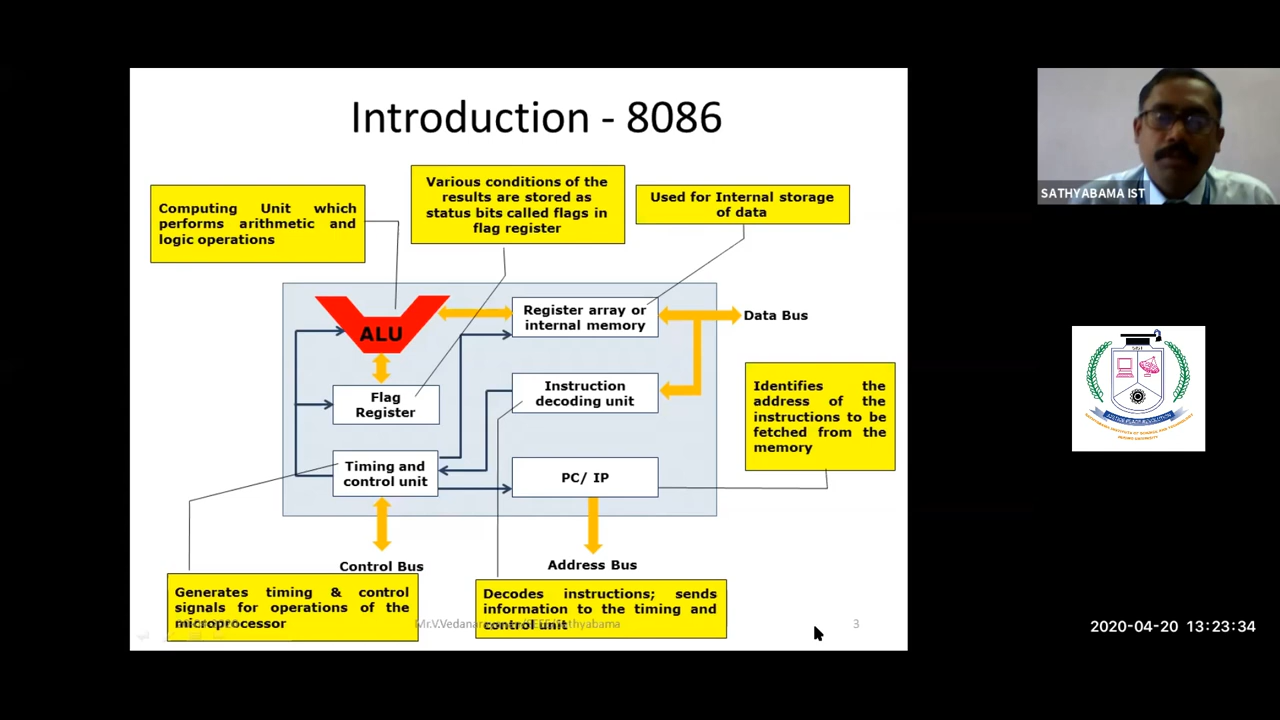 Introduction - 8086
Computing Unit which
performs arithmetic and
logic operations
Various conditions of the
results are stored as
status bits called flags in
flag register
Used for Internal storage
of data
ALU
Register array or
internal memory
Data Bus
Flag
Register
Instruction
decoding unit
Identifies the
address of the
instructions to be
fetched from the
memory
Timing and
control unit
PC/ IP
Control Bus
Address Bus
Generates timing & control
signals for operations of the
microprocessor
Decodes instructions; sends
information to the timing and
control unit
3
SATHYABAMA IST
2020-04-20 13:23:34